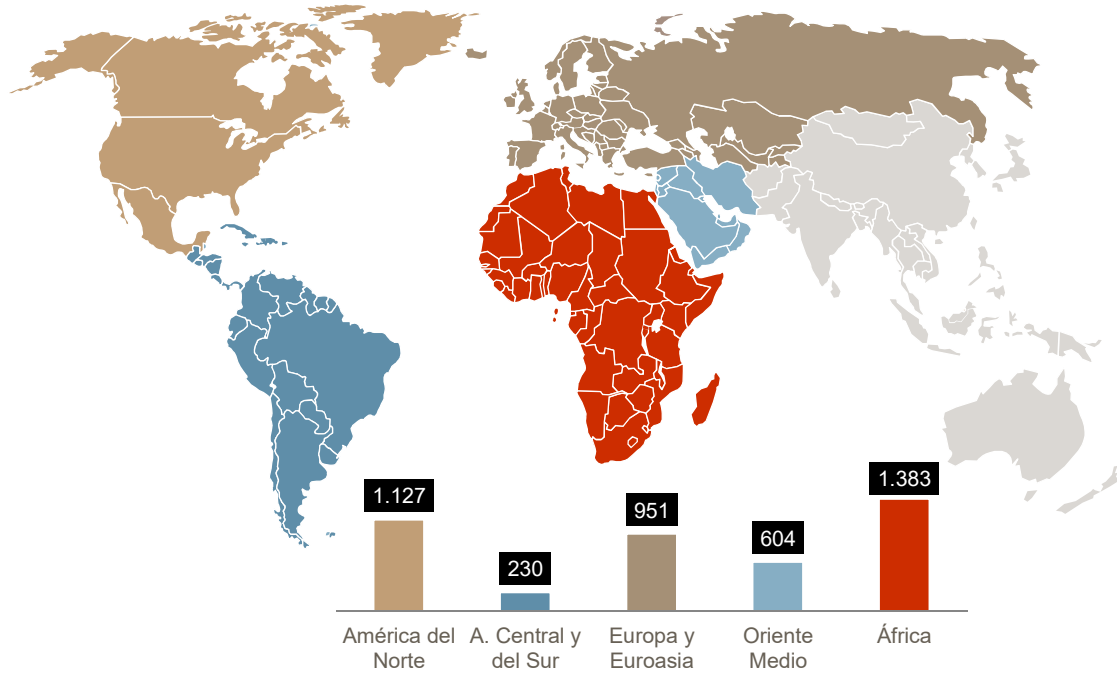 1.127
230
951
604
1.383
América del
Norte
A. Central y
del Sur
Europa y
Euroasia
Oriente
Medio
África